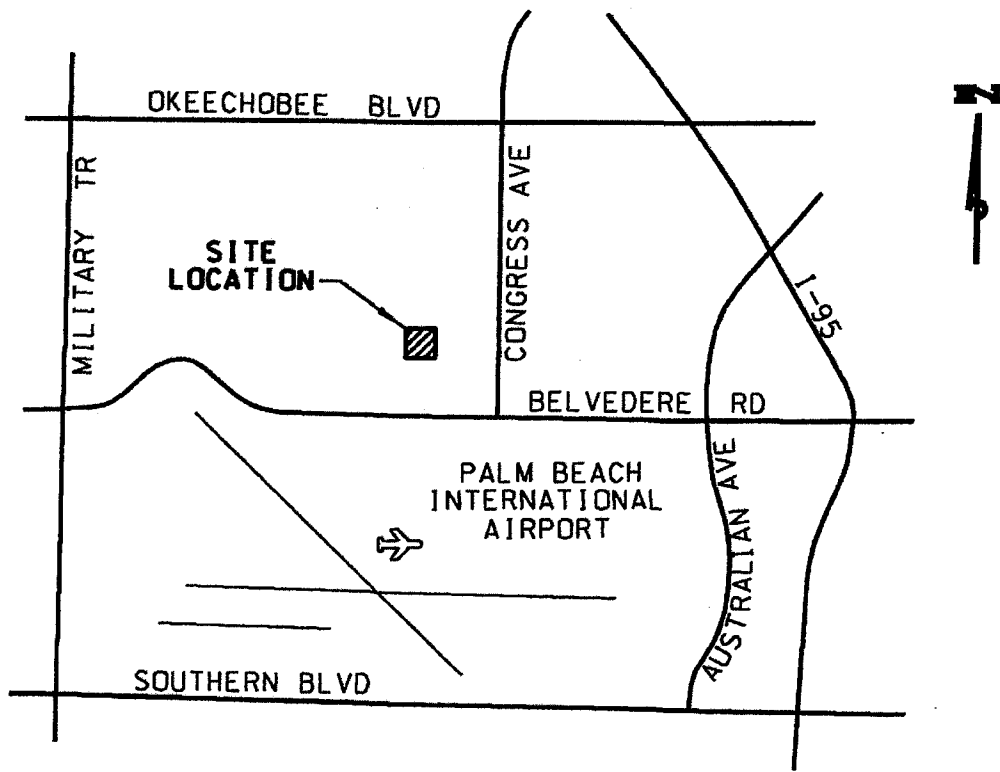 OKEECHOBEE BLVD
N
MILITARY TR
CONGRESS AVE
SITE
LOCATION
I-95
BELVEDERE RD
PALM BEACH
INTERNATIONAL
AIRPORT
AUSTRALIAN AVE
SOUTHERN BLVD